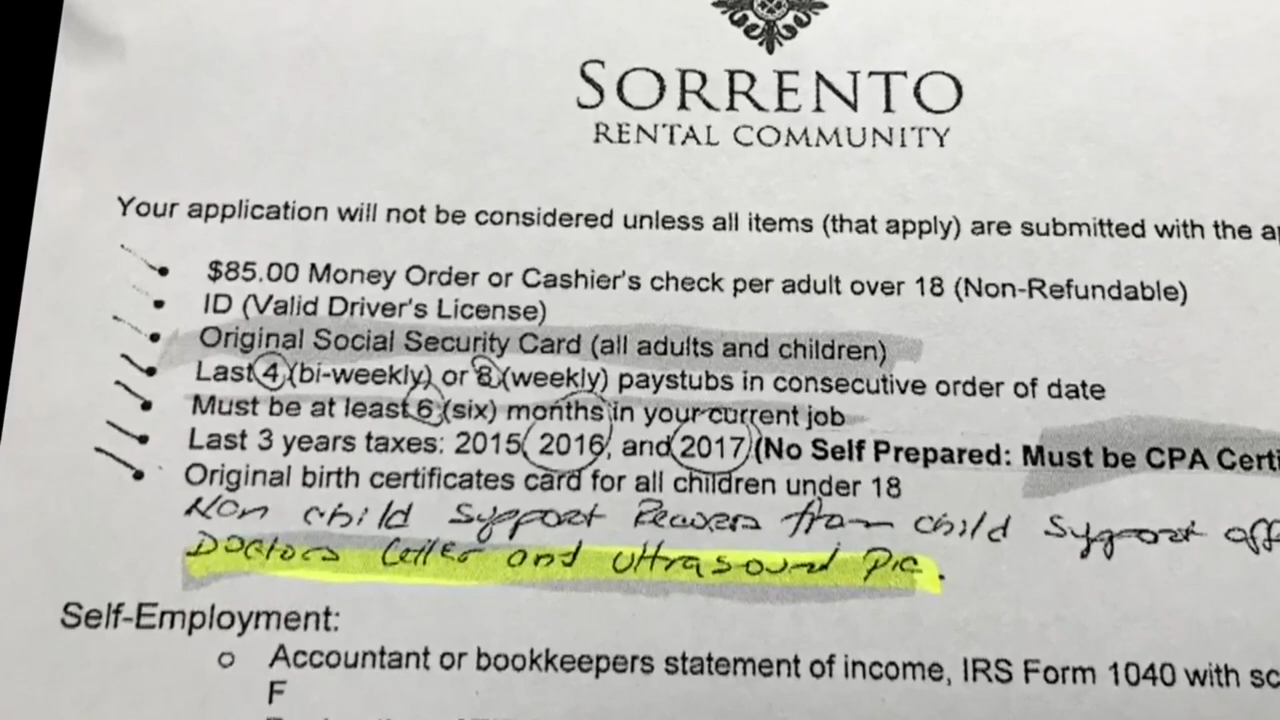 SORRENTO
RENTAL COMMUNITY
Your application will not be considered unless all items (that apply) are submitted with the
• $85.00 Money Order or Cashier's check per adult over 18 (Non-Refundable)
• ID (Valid Driver's License)
• Original Social Security Card (all adults and children)
• Last 4 (bi-weekly) or 8 (weekly) paystubs in consecutive order of date
• Must be at least 6 (six) months in your current job
• Last 3 years taxes: 2015, 2016, and 2017 (No Self Prepared: Must be CPA Certi
• Original birth certificates card for all children under 18
Non child support from child support off
Doctors Letter and Ultrasound Pic.
Self-Employment:
o Accountant or bookkeepers statement of income, IRS Form 1040 with sc
F